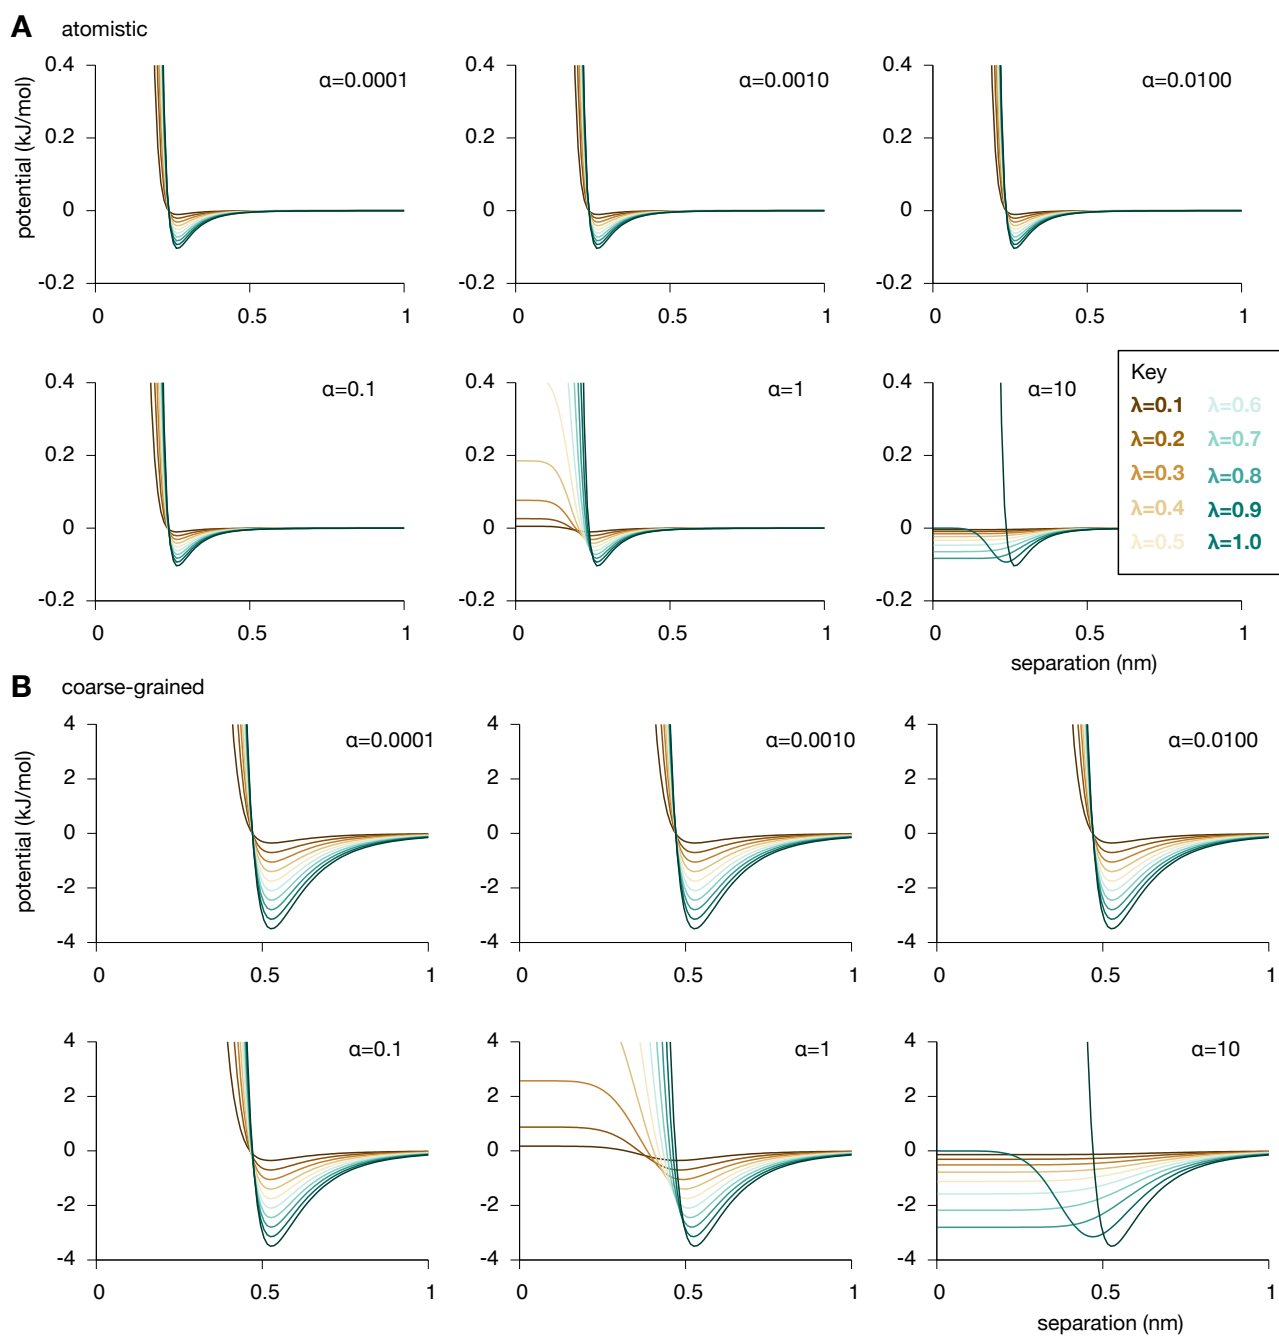 A atomistic
α=0.0001 α=0.0010 α=0.0100
potential (kJ/mol)
0.4 0.4 0.4
0.2 0.2 0.2
0 0 0
-0.2 -0.2 -0.2
0 0.5 1 0 0.5 1 0 0.5 1
α=0.1 α=1 α=10
0.4 0.4 0.4
0.2 0.2 0.2
0 0 0
-0.2 -0.2 -0.2
0 0.5 1 0 0.5 1 0 0.5 1
separation (nm)
Key
λ=0.1 λ=0.6
λ=0.2 λ=0.7
λ=0.3 λ=0.8
λ=0.4 λ=0.9
λ=0.5 λ=1.0
B coarse-grained
α=0.0001 α=0.0010 α=0.0100
potential (kJ/mol)
4 4 4
2 2 2
0 0 0
-2 -2 -2
-4 -4 -4
0 0.5 1 0 0.5 1 0 0.5 1
α=0.1 α=1 α=10
4 4 4
2 2 2
0 0 0
-2 -2 -2
-4 -4 -4
0 0.5 1 0 0.5 1 0 0.5 1
separation (nm)